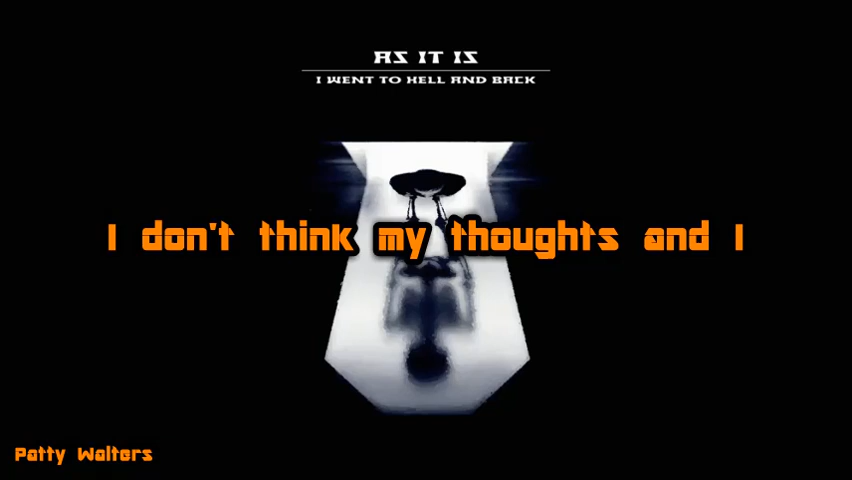 AS IT IS
I WENT TO HELL AND BACK
I don't think my thoughts and I
Patty Walters